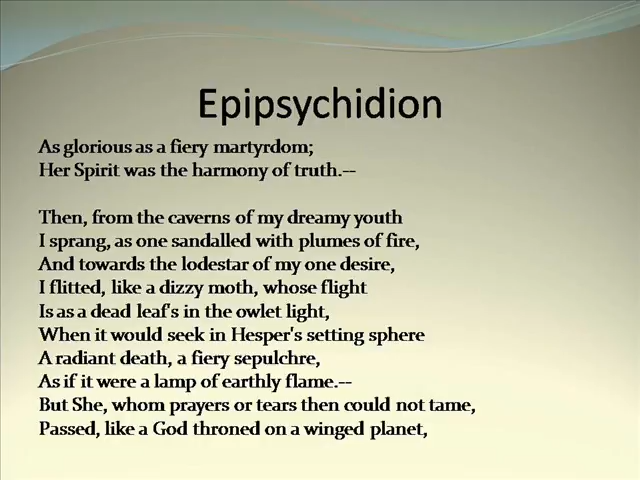 Epipsychidion
As glorious as a fiery martyrdom;
Her Spirit was the harmony of truth.--
Then, from the caverns of my dreamy youth
I sprang, as one sandalled with plumes of fire,
And towards the lodestar of my one desire,
I flitted, like a dizzy moth, whose flight
Is as a dead leaf's in the owlet light,
When it would seek in Hesper's setting sphere
A radiant death, a fiery sepulchre,
As if it were a lamp of earthly flame.--
But She, whom prayers or tears then could not tame,
Passed, like a God throned on a winged planet,